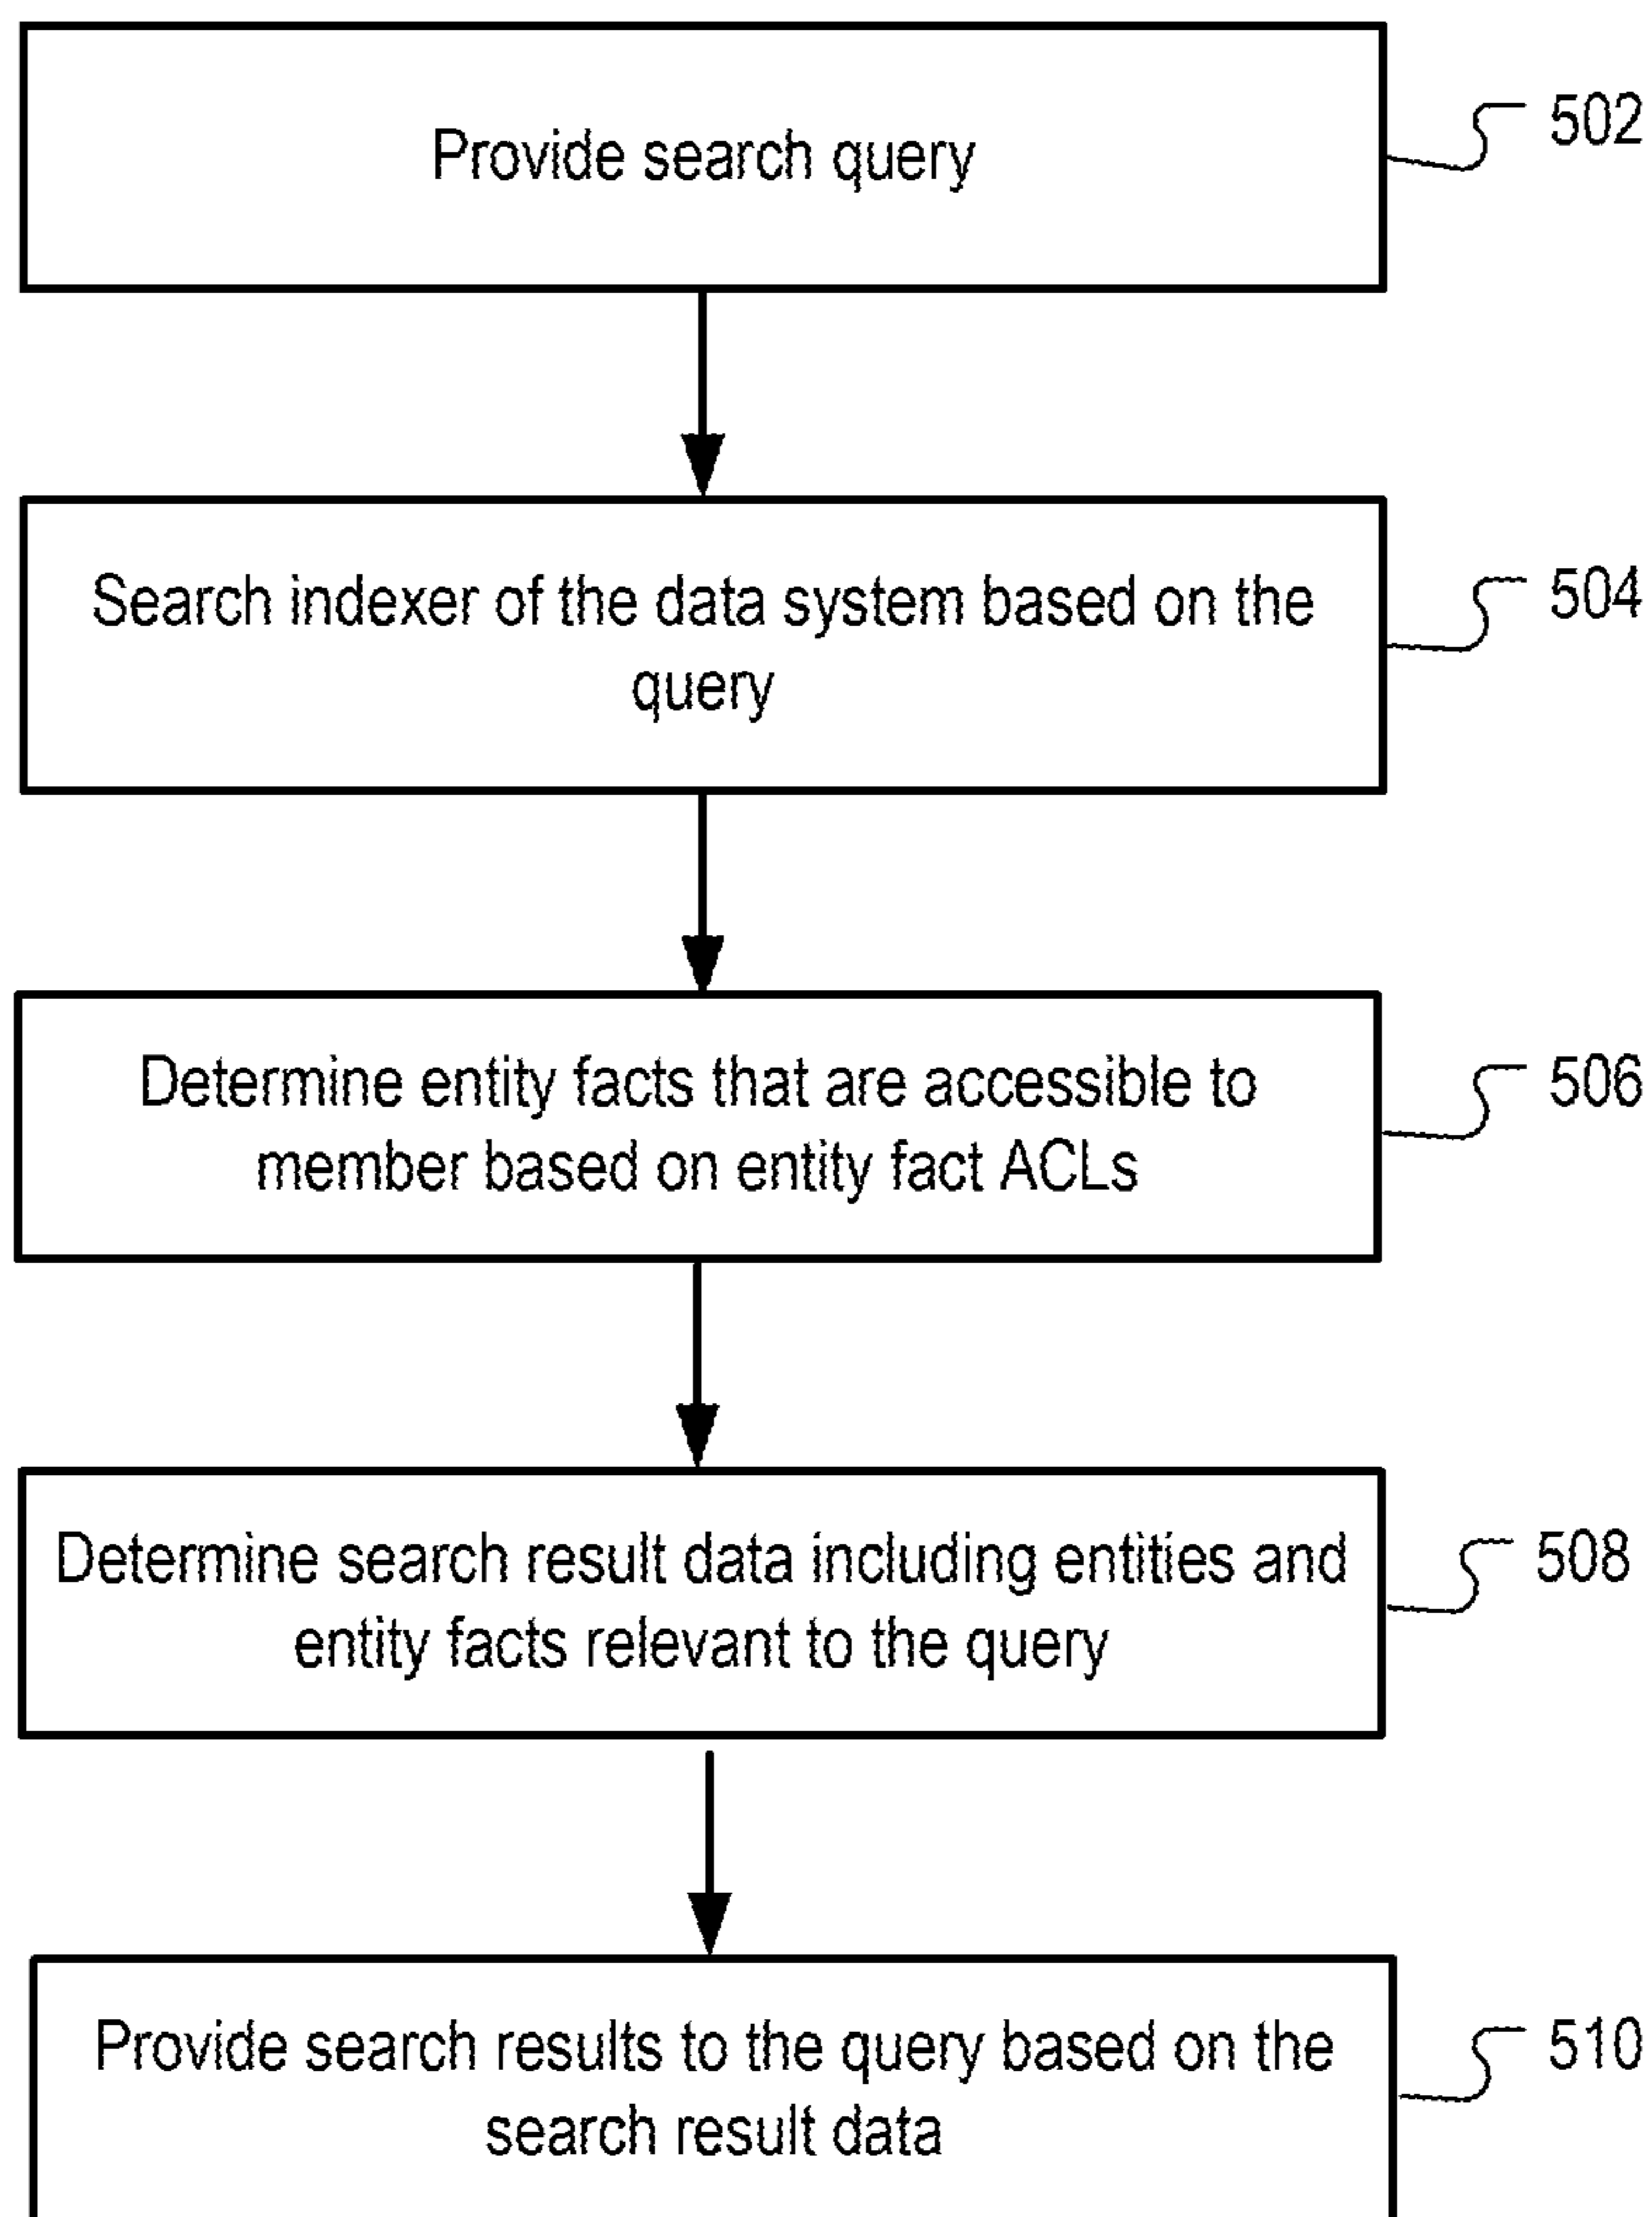 Provide search query
502
Search indexer of the data system based on the
query
504
Determine entity facts that are accessible to
member based on entity fact ACLs
506
Determine search result data including entities and
entity facts relevant to the query
508
Provide search results to the query based on the
search result data
510